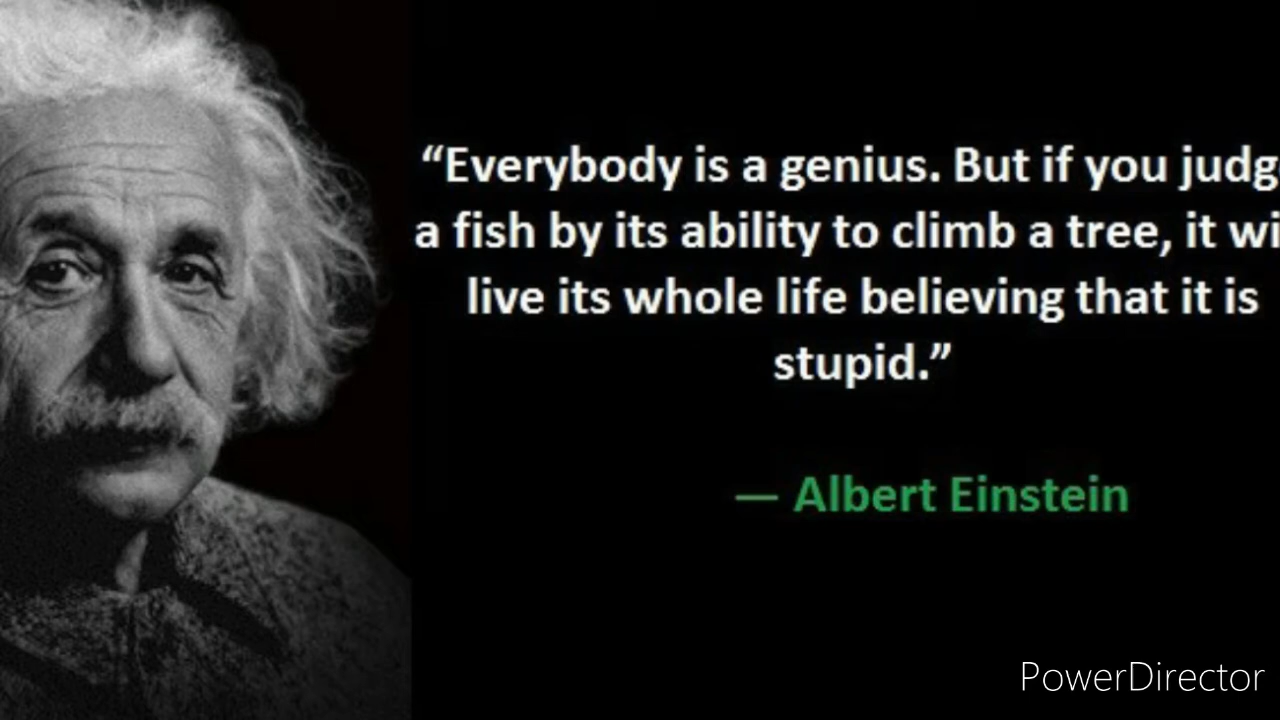 “Everybody is a genius. But if you judg
a fish by its ability to climb a tree, it wi
live its whole life believing that it is
stupid.”
— Albert Einstein
PowerDirector